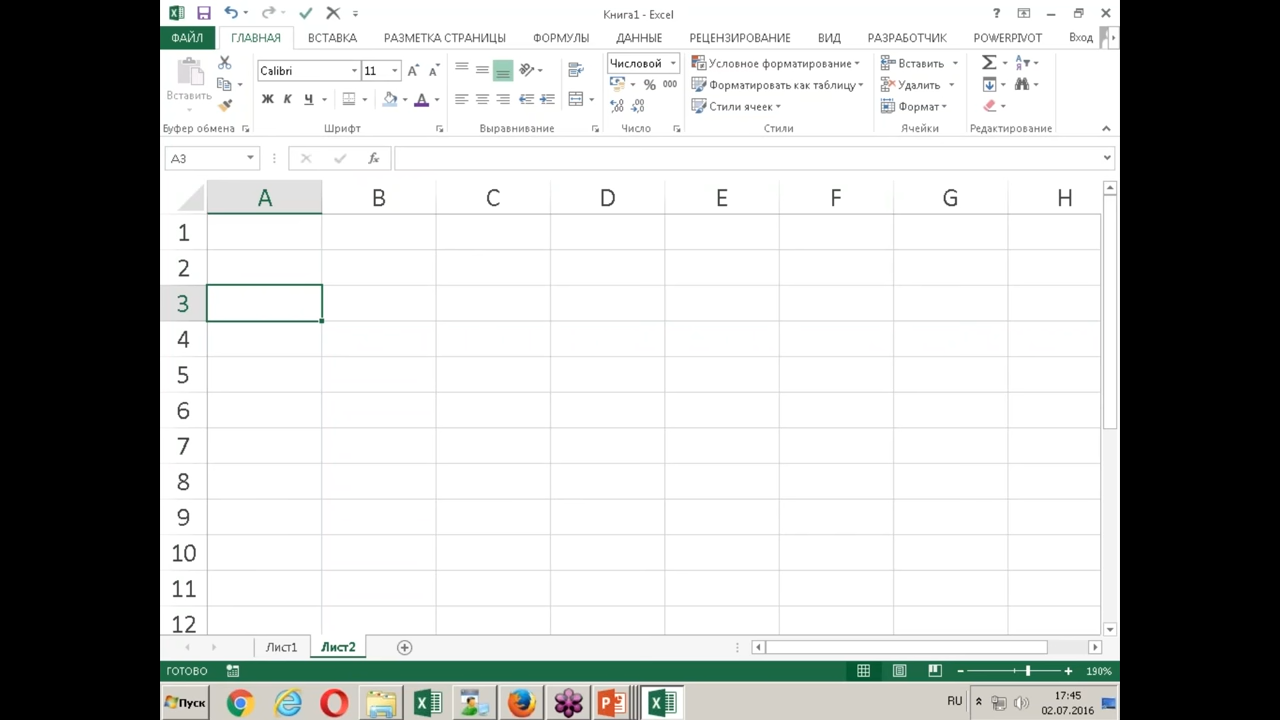 Книга1 - Excel
ФАЙЛ ГЛАВНАЯ ВСТАВКА РАЗМЕТКА СТРАНИЦЫ ФОРМУЛЫ ДАННЫЕ РЕЦЕНЗИРОВАНИЕ ВИД РАЗРАБОТЧИК POWERPIVOT Вход
Вставить Calibri 11 Числовой Условное форматирование Вставить
Ж К Ч A % 000 Форматировать как таблицу Удалить
Стили ячеек Формат
Буфер обмена Шрифт Выравнивание Число Стили Ячейки Редактирование
A3 fx
A B C D E F G H
1
2
3
4
5
6
7
8
9
10
11
12
Лист1 Лист2
ГОТОВО 190%
Пуск RU 17:45
02.07.2016